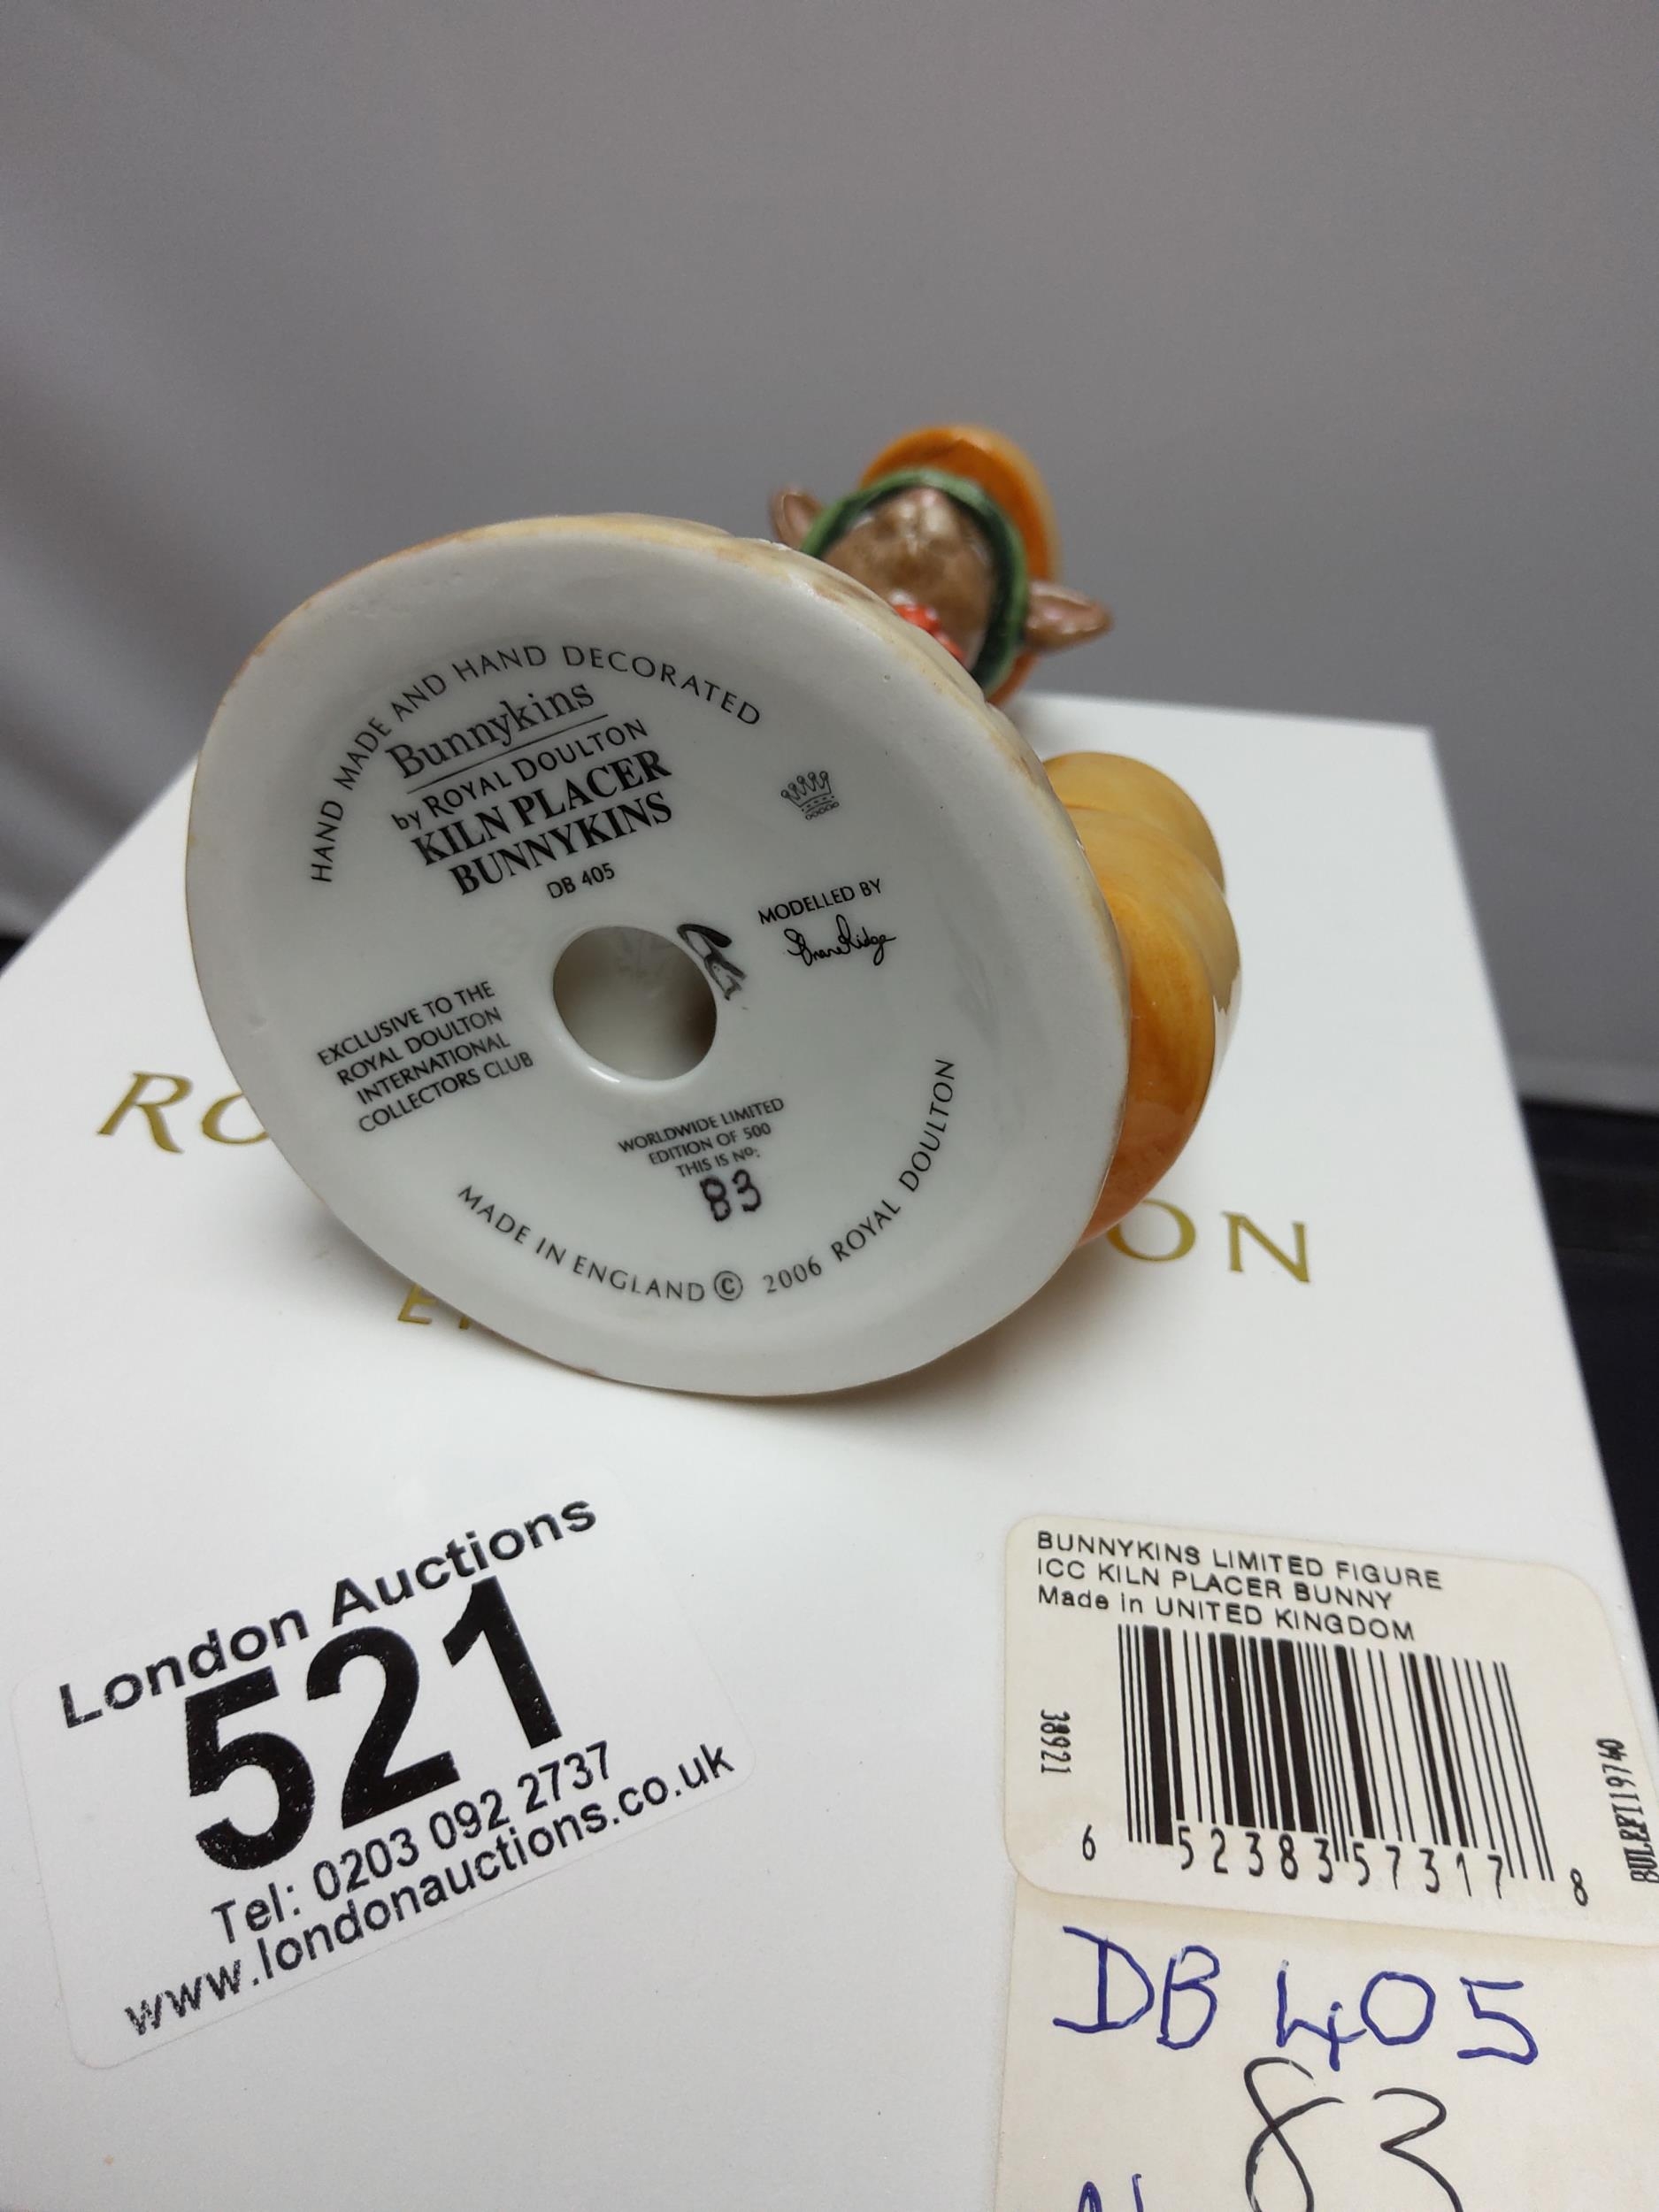 HAND MADE AND HAND DECORATED
Bunnykins
by ROYAL DOULTON
KILN PLACER
BUNNYKINS
DB 405
MODELLED BY
EXCLUSIVE TO THE
ROYAL DOULTON
INTERNATIONAL
COLLECTORS CLUB
WORLDWIDE LIMITED
EDITION OF 500
THIS IS Nº:
83
MADE IN ENGLAND © 2006 ROYAL DOULTON
London Auctions
521
Tel: 0203 092 2737
www.londonauctions.co.uk
BUNNYKINS LIMITED FIGURE
ICC KILN PLACER BUNNY
Made in UNITED KINGDOM
38921
6 52383 57317 8
DB 405
83